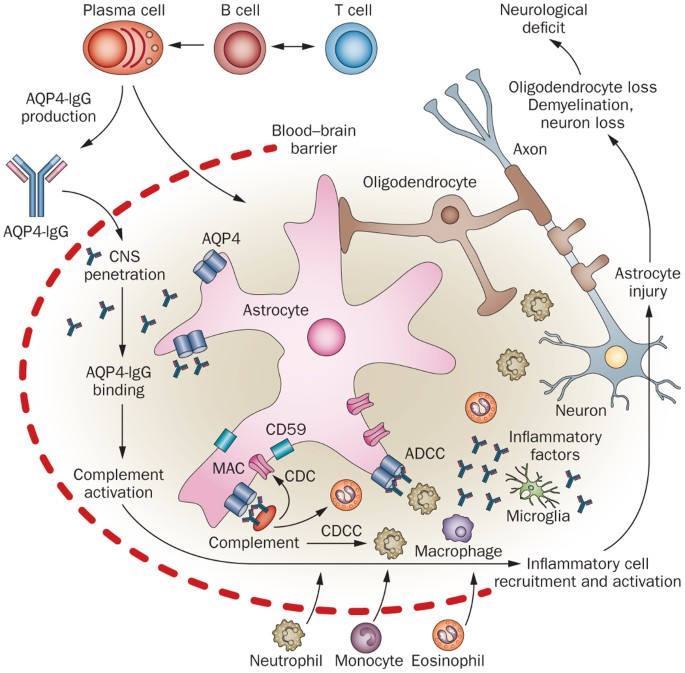 Plasma cell
B cell
T cell
Neurological
deficit
AQP4-IgG
production
Oligodendrocyte loss
Demyelination,
neuron loss
Blood–brain
barrier
Axon
Oligodendrocyte
AQP4-IgG
AQP4
CNS
penetration
Astrocyte
injury
Astrocyte
AQP4-IgG
binding
Neuron
CD59
ADCC
Inflammatory
factors
MAC
CDC
Complement
activation
Microglia
CDCC
Complement
Macrophage
Inflammatory cell
recruitment and activation
Neutrophil
Monocyte
Eosinophil